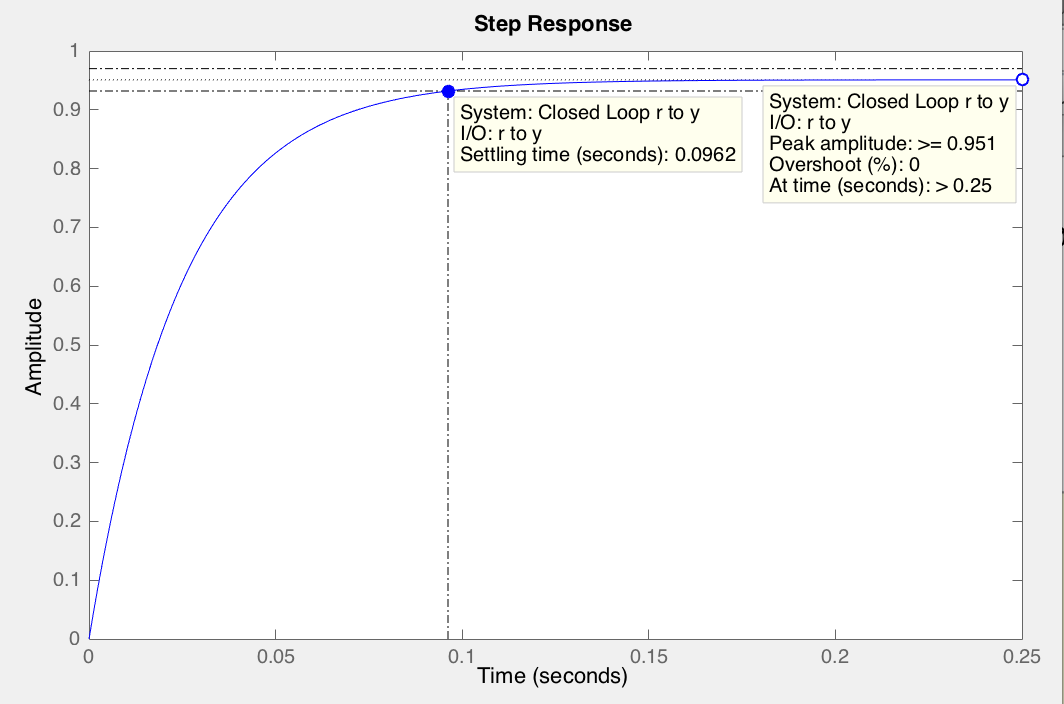 Step Response
1
0.9
0.8
0.7
0.6
0.5
0.4
0.3
0.2
0.1
0
Amplitude
System: Closed Loop r to y
I/O: r to y
Settling time (seconds): 0.0962
System: Closed Loop r to y
I/O: r to y
Peak amplitude: >= 0.951
Overshoot (%): 0
At time (seconds): > 0.25
0 0.05 0.1 0.15 0.2 0.25
Time (seconds)